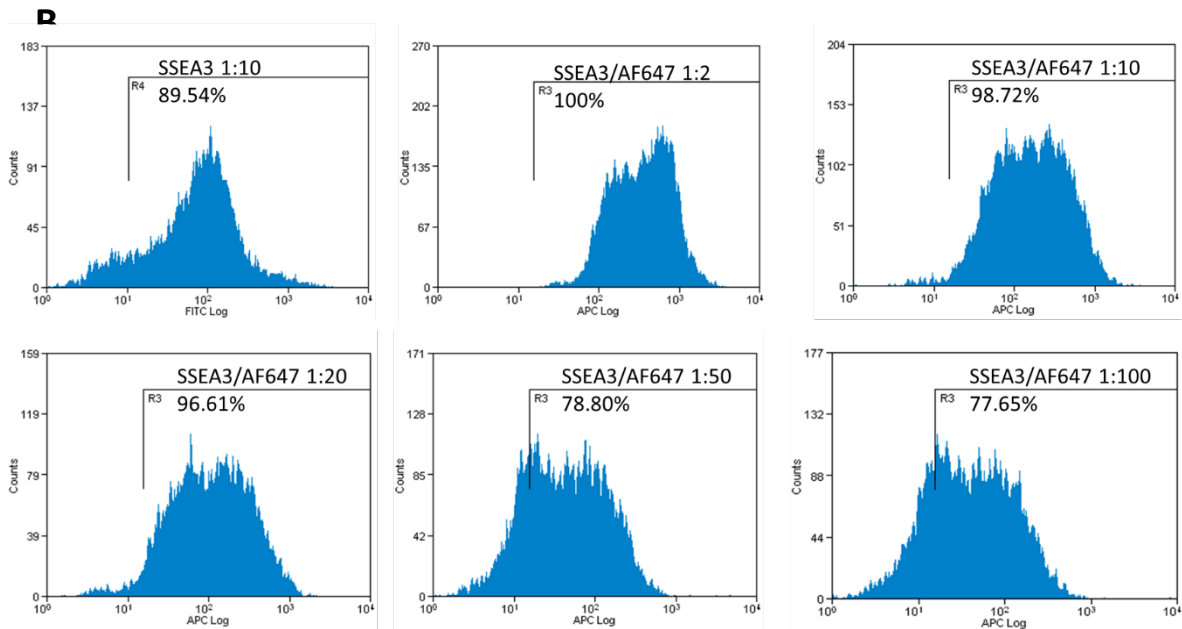 B
183
137
91
45
0
Counts
R4
SSEA3 1:10
89.54%
10⁰
10¹
10²
10³
10⁴
FITC Log
270
202
135
67
0
Counts
R3
SSEA3/AF647 1:2
100%
10⁰
10¹
10²
10³
10⁴
APC Log
204
153
102
51
0
Counts
R3
SSEA3/AF647 1:10
98.72%
10⁰
10¹
10²
10³
10⁴
APC Log
159
119
79
39
0
Counts
R3
SSEA3/AF647 1:20
96.61%
10⁰
10¹
10²
10³
10⁴
APC Log
171
128
85
42
0
Counts
R3
SSEA3/AF647 1:50
78.80%
10⁰
10¹
10²
10³
10⁴
APC Log
177
132
88
44
0
Counts
R3
SSEA3/AF647 1:100
77.65%
10⁰
10¹
10²
10³
10⁴
APC Log